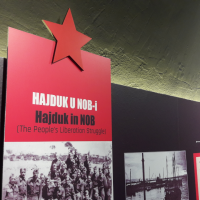 HAJDUK U NOB-i
Hajduk in NOB
(The People's Liberation Struggle)